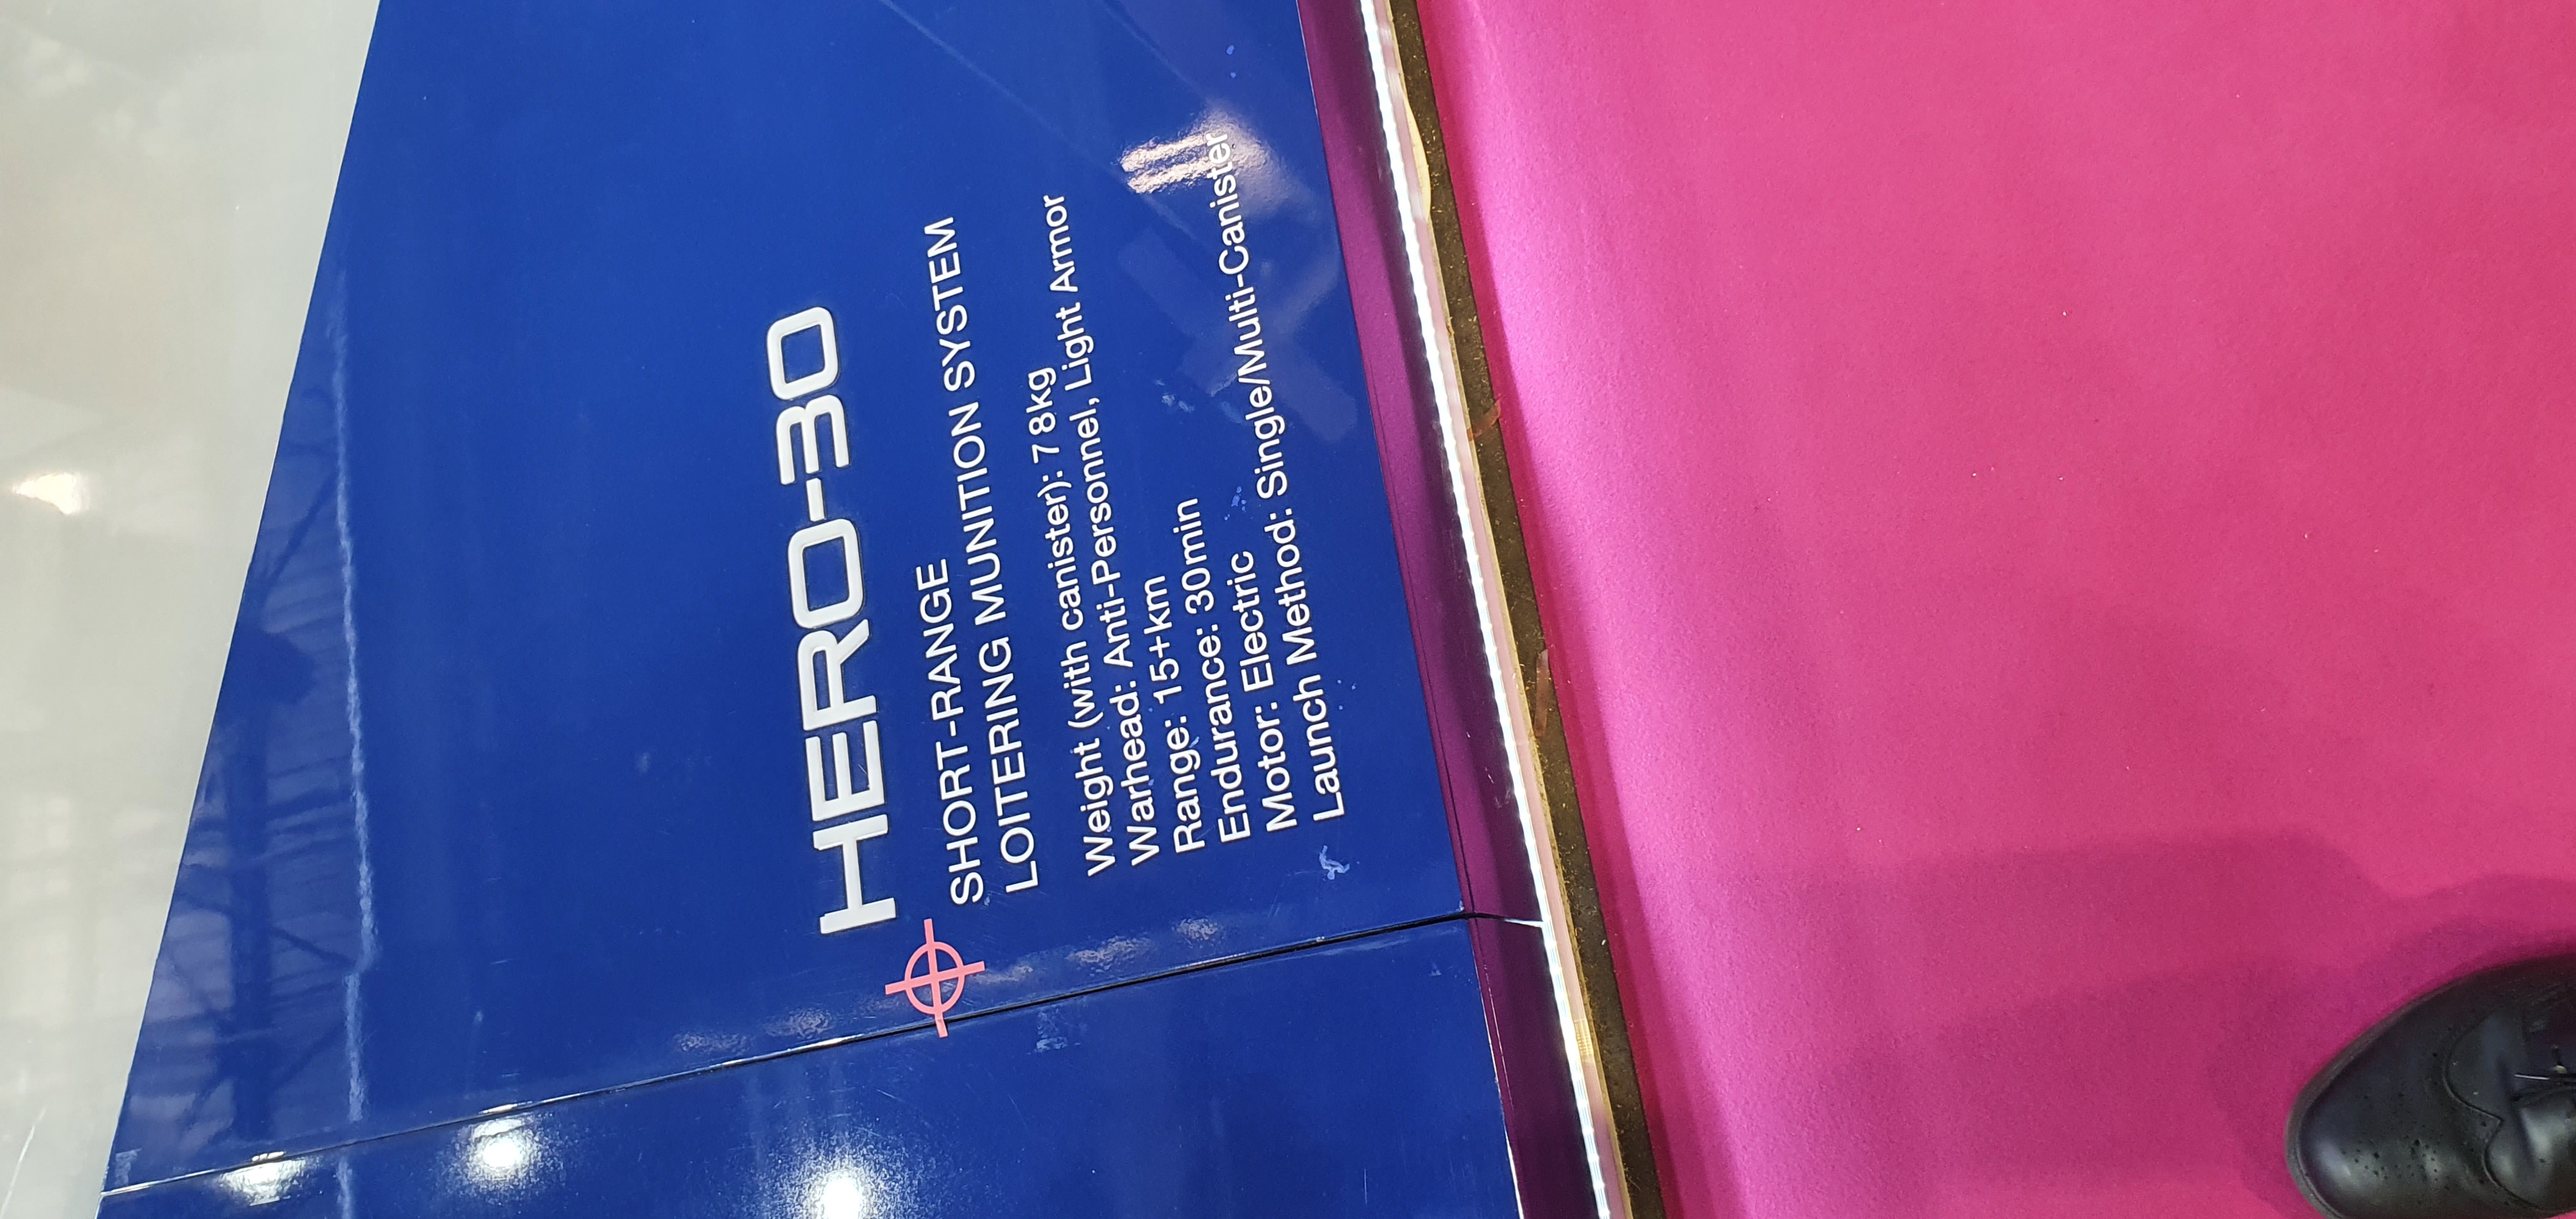 HERO-30
SHORT-RANGE
LOITERING MUNITION SYSTEM
Weight (with canister): 7 8kg
Warhead: Anti-Personnel, Light Armor
Range: 15+km
Endurance: 30min
Motor: Electric
Launch Method: Single/Multi-Canister